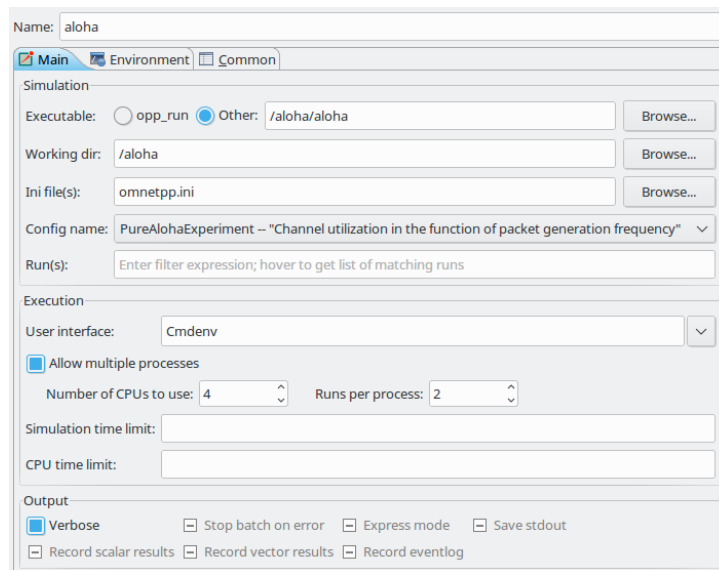 Name: aloha
Main Environment Common
Simulation
Executable: opp_run Other: /aloha/aloha Browse...
Working dir: /aloha Browse...
Ini file(s): omnetpp.ini Browse...
Config name: PureAlohaExperiment -- "Channel utilization in the function of packet generation frequency"
Run(s): Enter filter expression; hover to get list of matching runs
Execution
User interface: Cmdenv
Allow multiple processes
Number of CPUs to use: 4 Runs per process: 2
Simulation time limit:
CPU time limit:
Output
Verbose Stop batch on error Express mode Save stdout
Record scalar results Record vector results Record eventlog